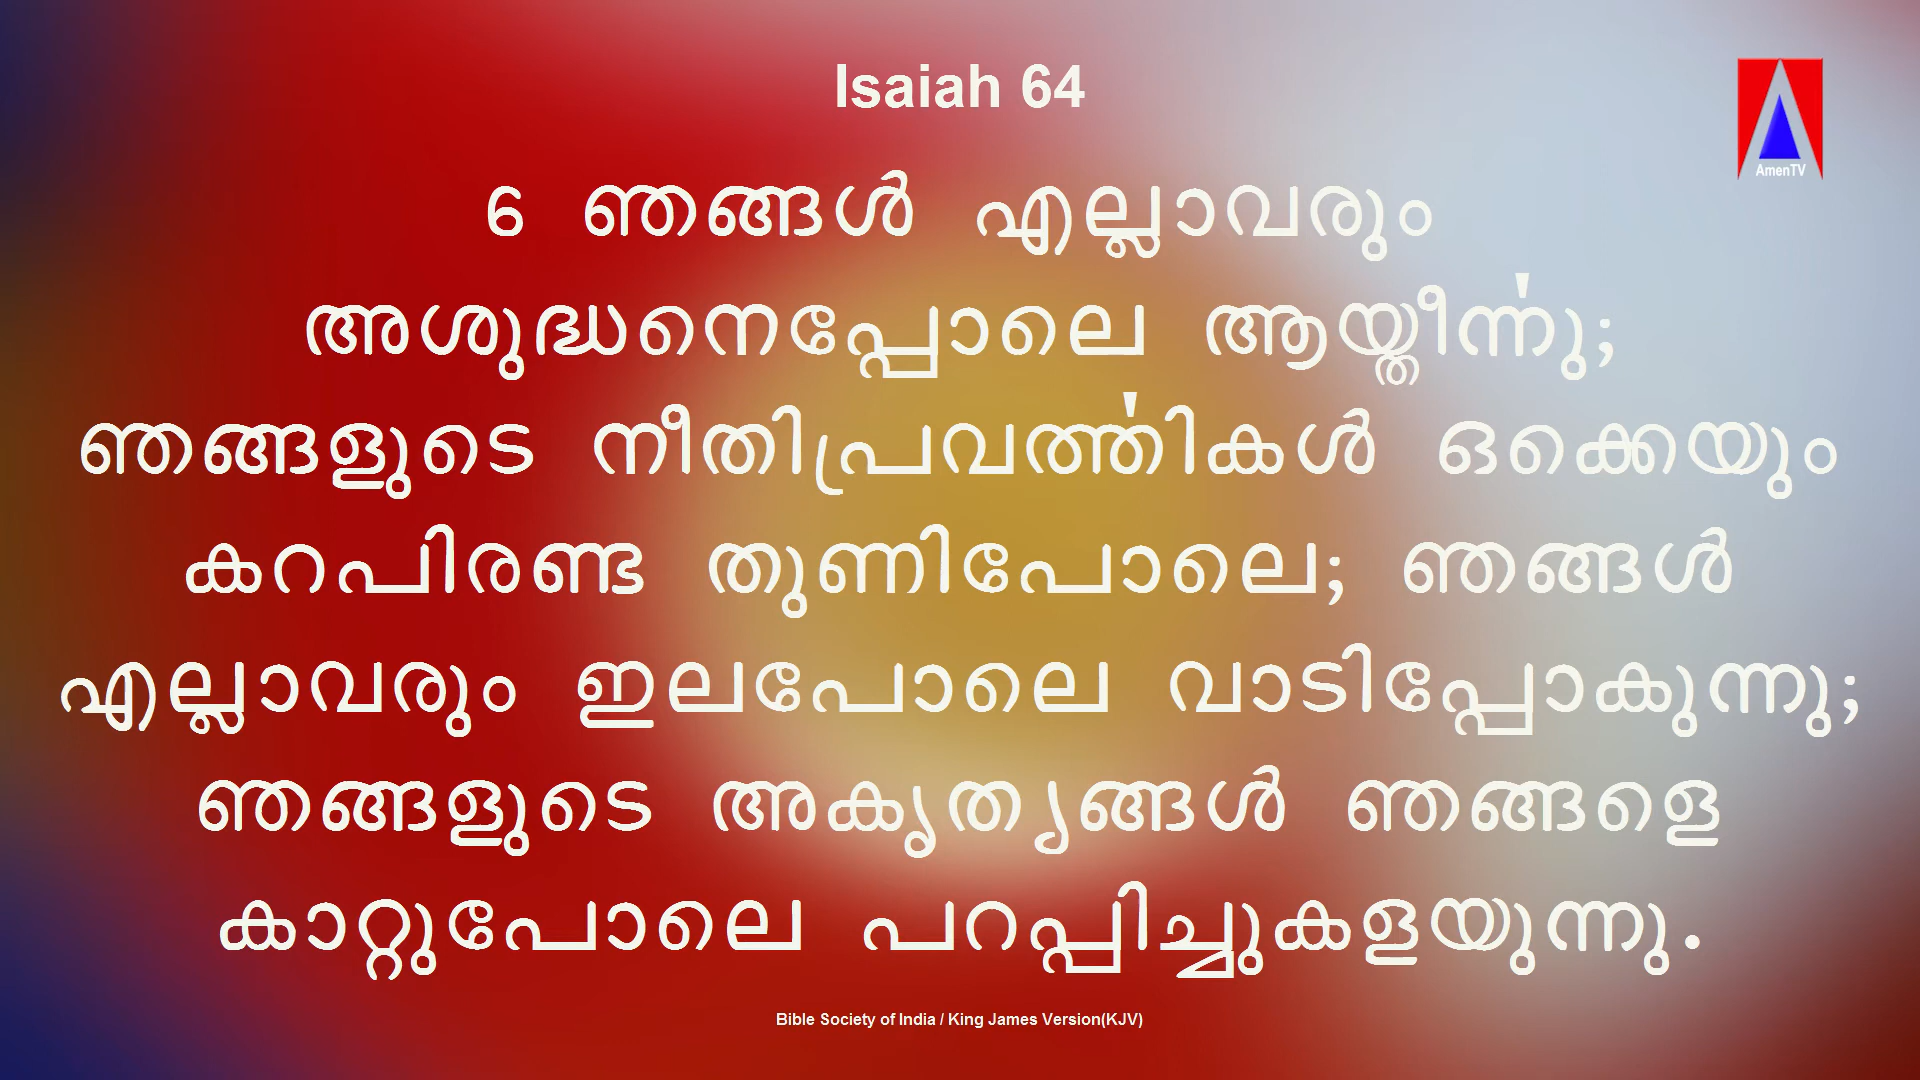 Isaiah 64
AmenTV
6 ഞങ്ങൾ എല്ലാവരും
അശുദ്ധനെപ്പോലെ ആയ്തീൎന്നു;
ഞങ്ങളുടെ നീതിപ്രവൎത്തികൾ ഒക്കെയും
കറപിരണ്ട തുണിപോലെ; ഞങ്ങൾ
എല്ലാവരും ഇലപോലെ വാടിപ്പോകുന്നു;
ഞങ്ങളുടെ അകൃത്യങ്ങൾ ഞങ്ങളെ
കാറ്റുപോലെ പറപ്പിച്ചുകളയുന്നു.
Bible Society of India / King James Version(KJV)